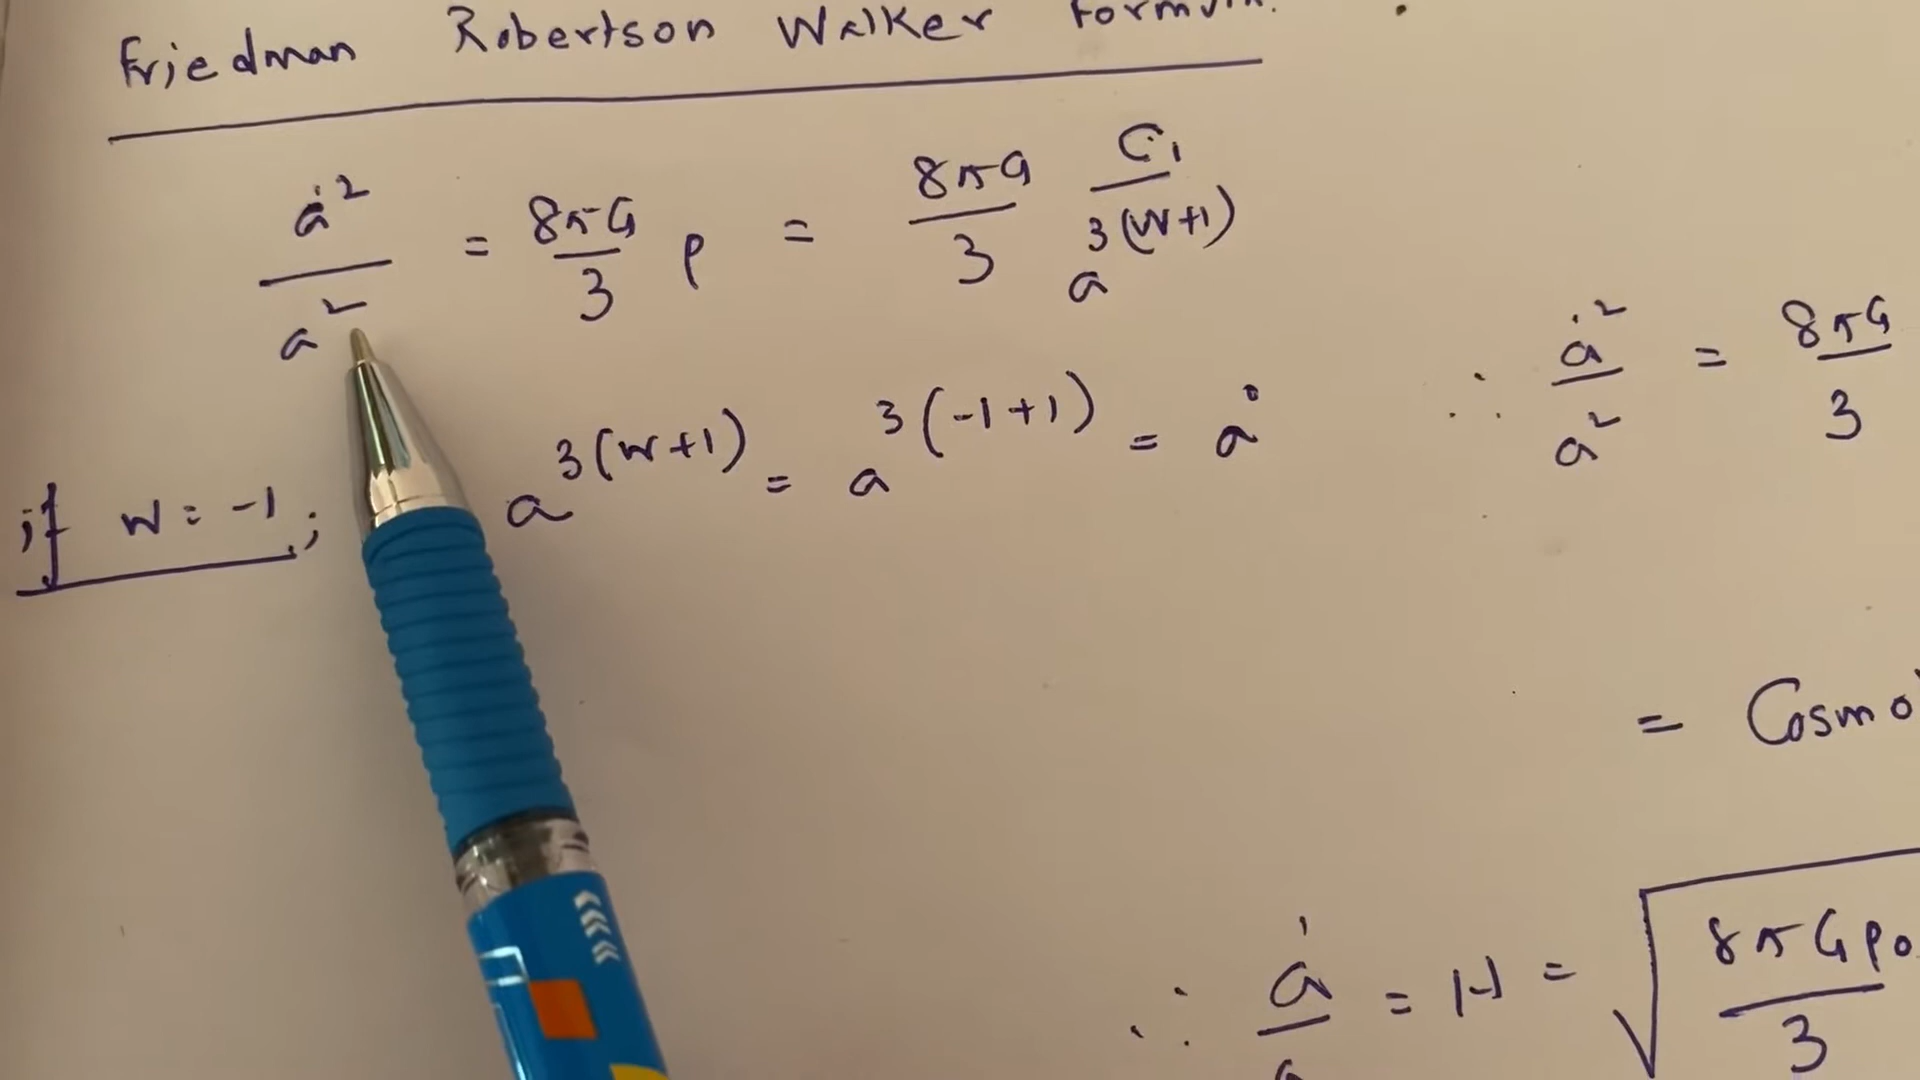 Friedman Robertson Walker
ȧ²/a² = 8πG/3 ρ = 8πG/3 C₁/a^3(W+1)
∴ ȧ²/a² = 8πG/3
if W = -1; a^3(W+1) = a^3(-1+1) = a°
= Cosmo
∴ ȧ/a = H = √8πGρ₀/3